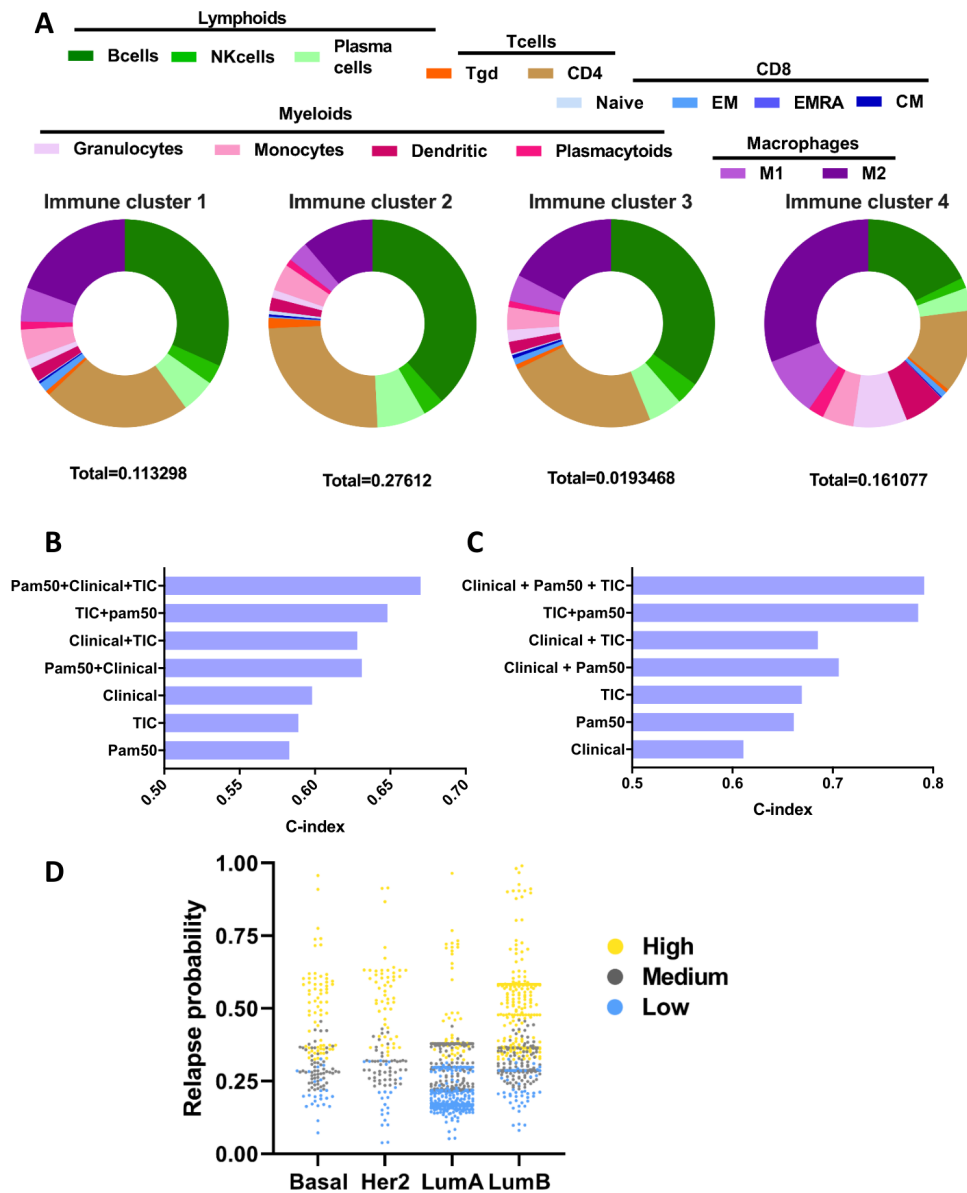 A
Lymphoids
Bcells NKcells Plasma cells
Tcells
Tgd CD4
CD8
Naive EM EMRA CM
Myeloids
Granulocytes Monocytes Dendritic Plasmacytoids
Macrophages
M1 M2
Immune cluster 1 Immune cluster 2 Immune cluster 3 Immune cluster 4
Total=0.113298 Total=0.27612 Total=0.0193468 Total=0.161077
B
Pam50+Clinical+TIC
TIC+pam50
Clinical+TIC
Pam50+Clinical
Clinical
TIC
Pam50
0.50 0.55 0.60 0.65 0.70
C-index
C
Clinical + Pam50 + TIC
TIC+pam50
Clinical + TIC
Clinical + Pam50
TIC
Pam50
Clinical
0.5 0.6 0.7 0.8
C-index
D
Relapse probability
1.00
0.75
0.50
0.25
0.00
Basal Her2 LumA LumB
High
Medium
Low